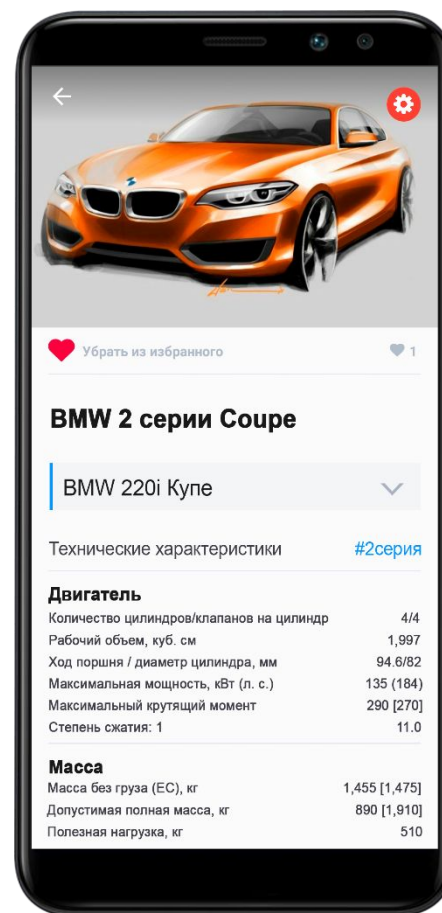 Убрать из избранного 1
BMW 2 серии Coupe
BMW 220i Купе
Технические характеристики #2серия
Двигатель
Количество цилиндров/клапанов на цилиндр 4/4
Рабочий объем, куб. см 1,997
Ход поршня / диаметр цилиндра, мм 94.6/82
Максимальная мощность, кВт (л. с.) 135 (184)
Максимальный крутящий момент 290 [270]
Степень сжатия: 1 11.0
Масса
Масса без груза (ЕС), кг 1,455 [1,475]
Допустимая полная масса, кг 890 [1,910]
Полезная нагрузка, кг 510